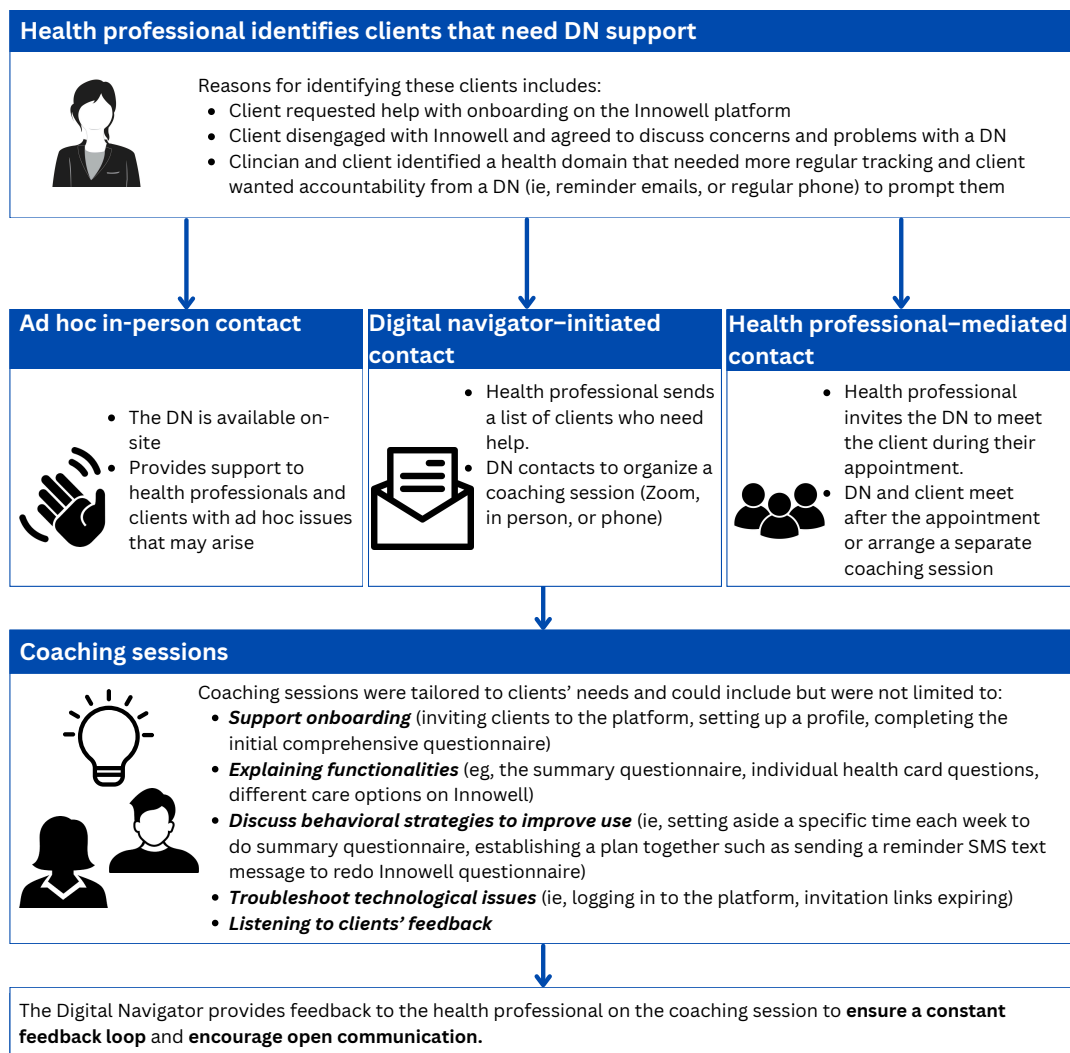 Health professional identifies clients that need DN support
Reasons for identifying these clients includes:
• Client requested help with onboarding on the Innowell platform
• Client disengaged with Innowell and agreed to discuss concerns and problems with a DN
• Clincian and client identified a health domain that needed more regular tracking and client
wanted accountability from a DN (ie, reminder emails, or regular phone) to prompt them
Ad hoc in-person contact
• The DN is available on-
site
• Provides support to
health professionals and
clients with ad hoc issues
that may arise
Digital navigator–initiated
contact
• Health professional sends
a list of clients who need
help.
• DN contacts to organize a
coaching session (Zoom,
in person, or phone)
Health professional–mediated
contact
• Health professional
invites the DN to meet
the client during their
appointment.
• DN and client meet
after the appointment
or arrange a separate
coaching session
Coaching sessions
Coaching sessions were tailored to clients’ needs and could include but were not limited to:
• Support onboarding (inviting clients to the platform, setting up a profile, completing the
initial comprehensive questionnaire)
• Explaining functionalities (eg, the summary questionnaire, individual health card questions,
different care options on Innowell)
• Discuss behavioral strategies to improve use (ie, setting aside a specific time each week to
do summary questionnaire, establishing a plan together such as sending a reminder SMS text
message to redo Innowell questionnaire)
• Troubleshoot technological issues (ie, logging in to the platform, invitation links expiring)
• Listening to clients’ feedback
The Digital Navigator provides feedback to the health professional on the coaching session to ensure a constant
feedback loop and encourage open communication.